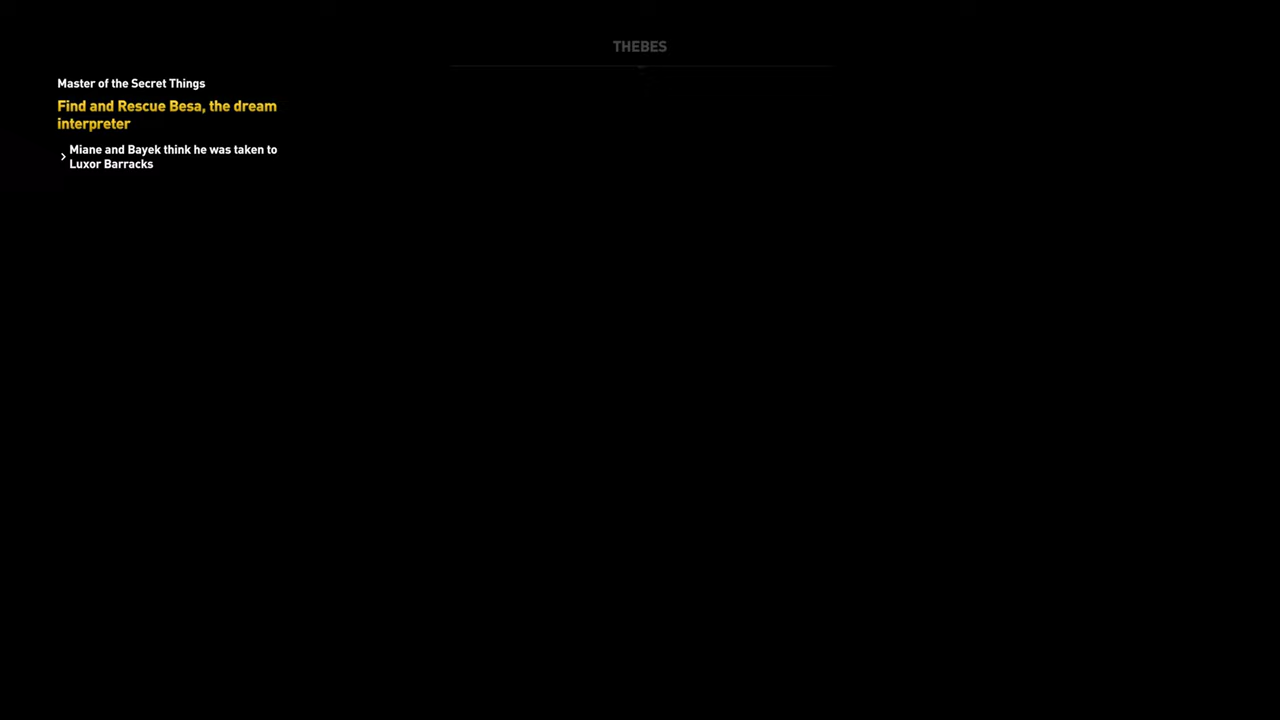 THEBES
Master of the Secret Things
Find and Rescue Besa, the dream
interpreter
Miane and Bayek think he was taken to
Luxor Barracks